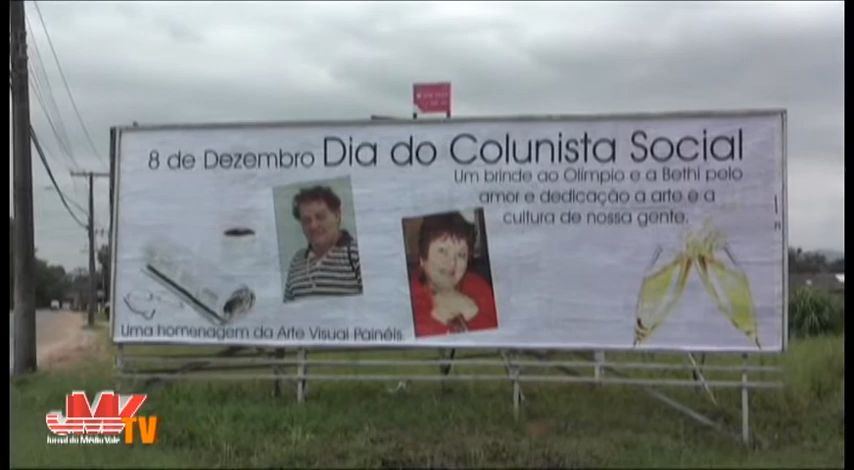 8 de Dezembro Dia do Colunista Social
Um brinde ao Olímpio e a Bethi pelo
amor e dedicação a arte e a
cultura de nossa gente.
Uma homenagem da Arte Visual Painéis
JMV TV
Jornal do Médio Vale